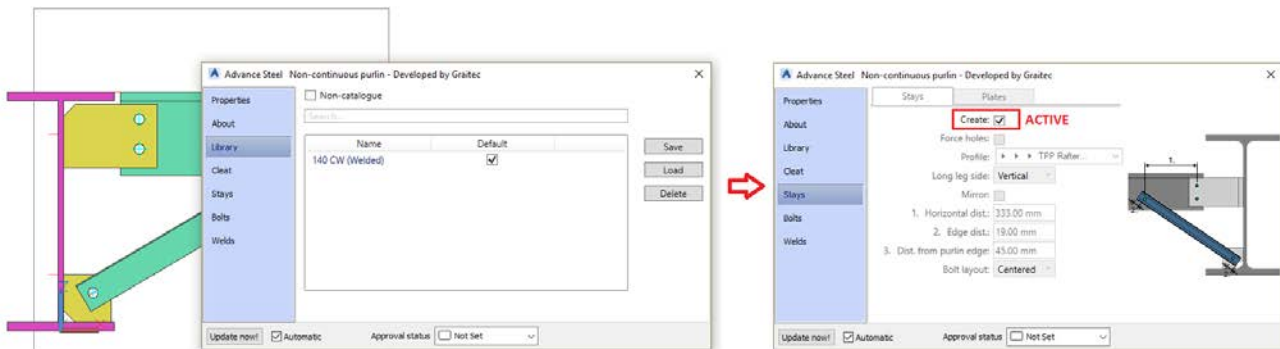 Advance Steel Non-continuous purlin - Developed by Graitec
Properties
About
Library
Cleat
Stays
Bolts
Welds
Non-catalogue
Search...
Name Default
140 CW (Welded)
Save
Load
Delete
Update now! Automatic Approval status Not Set
Advance Steel Non-continuous purlin - Developed by Graitec
Properties
About
Library
Cleat
Stays
Bolts
Welds
Stays Plates
Create: ACTIVE
Force holes:
Profile: TPP Rafter...
Long leg side: Vertical
Mirror:
1. Horizontal dist.: 333.00 mm
2. Edge dist.: 19.00 mm
3. Dist. from purlin edge: 45.00 mm
Bolt layout: Centered
1.
Update now! Automatic Approval status Not Set